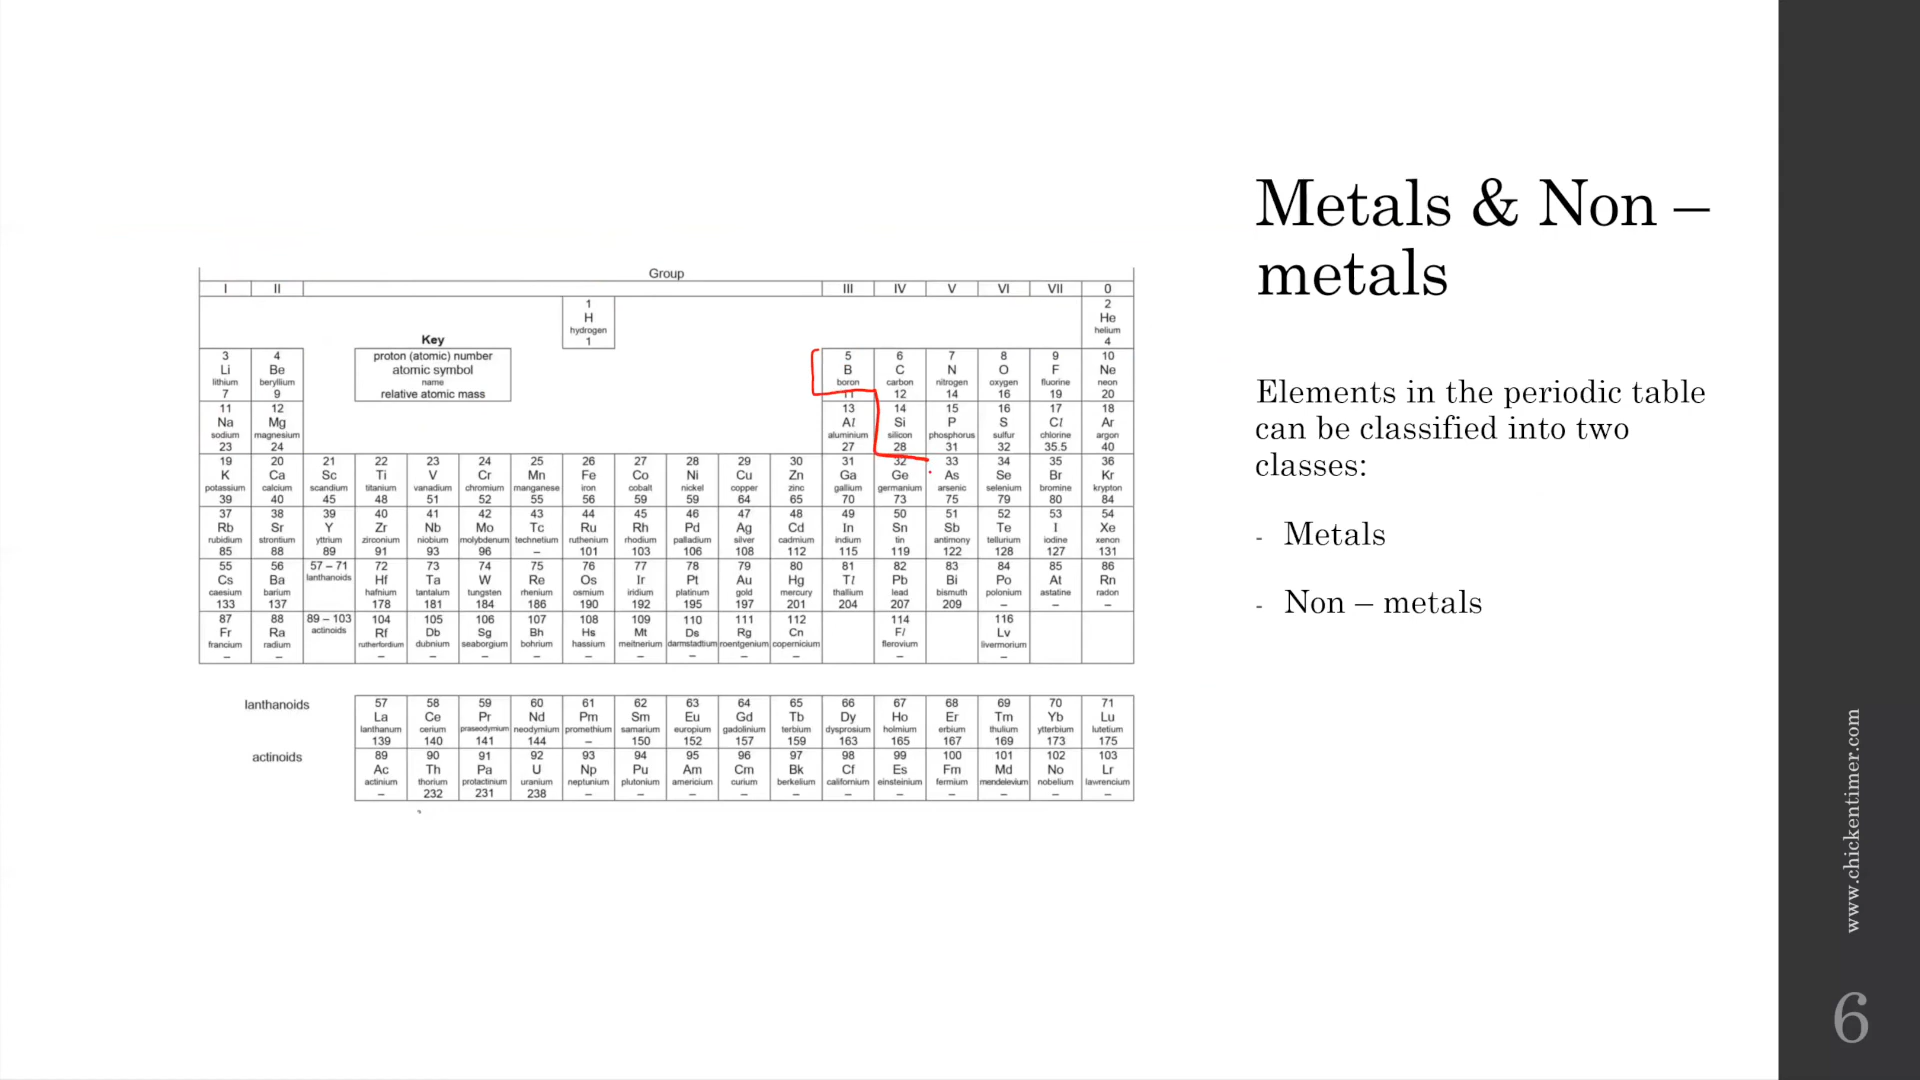 Metals & Non –
metals
Elements in the periodic table
can be classified into two
classes:
- Metals
- Non – metals
Group
I II III IV V VI VII 0
1 2
H He
hydrogen helium
1 4
Key
proton (atomic) number
atomic symbol
name
relative atomic mass
3 4 5 6 7 8 9 10
Li Be B C N O F Ne
lithium beryllium boron carbon nitrogen oxygen fluorine neon
7 9 11 12 14 16 19 20
11 12 13 14 15 16 17 18
Na Mg Al Si P S Cl Ar
sodium magnesium aluminium silicon phosphorus sulfur chlorine argon
23 24 27 28 31 32 35.5 40
19 20 21 22 23 24 25 26 27 28 29 30 31 32 33 34 35 36
K Ca Sc Ti V Cr Mn Fe Co Ni Cu Zn Ga Ge As Se Br Kr
potassium calcium scandium titanium vanadium chromium manganese iron cobalt nickel copper zinc gallium germanium arsenic selenium bromine krypton
39 40 45 48 51 52 55 56 59 59 64 65 70 73 75 79 80 84
37 38 39 40 41 42 43 44 45 46 47 48 49 50 51 52 53 54
Rb Sr Y Zr Nb Mo Tc Ru Rh Pd Ag Cd In Sn Sb Te I Xe
rubidium strontium yttrium zirconium niobium molybdenum technetium ruthenium rhodium palladium silver cadmium indium tin antimony tellurium iodine xenon
85 88 89 91 93 96 – 101 103 106 108 112 115 119 122 128 127 131
55 56 57 – 71 72 73 74 75 76 77 78 79 80 81 82 83 84 85 86
Cs Ba lanthanoids Hf Ta W Re Os Ir Pt Au Hg Tl Pb Bi Po At Rn
caesium barium hafnium tantalum tungsten rhenium osmium iridium platinum gold mercury thallium lead bismuth polonium astatine radon
133 137 178 181 184 186 190 192 195 197 201 204 207 209 – – –
87 88 89 – 103 104 105 106 107 108 109 110 111 112 114 116
Fr Ra actinoids Rf Db Sg Bh Hs Mt Ds Rg Cn Fl Lv
francium radium rutherfordium dubnium seaborgium bohrium hassium meitnerium darmstadtium roentgenium copernicium flerovium livermorium
– – – – – – – – – – – – – –
lanthanoids
57 58 59 60 61 62 63 64 65 66 67 68 69 70 71
La Ce Pr Nd Pm Sm Eu Gd Tb Dy Ho Er Tm Yb Lu
lanthanum cerium praseodymium neodymium promethium samarium europium gadolinium terbium dysprosium holmium erbium thulium ytterbium lutetium
139 140 141 144 – 150 152 157 159 163 165 167 169 173 175
actinoids
89 90 91 92 93 94 95 96 97 98 99 100 101 102 103
Ac Th Pa U Np Pu Am Cm Bk Cf Es Fm Md No Lr
actinium thorium protactinium uranium neptunium plutonium americium curium berkelium californium einsteinium fermium mendelevium nobelium lawrencium
– 232 231 238 – – – – – – – – – – –
www.chickentimer.com
6